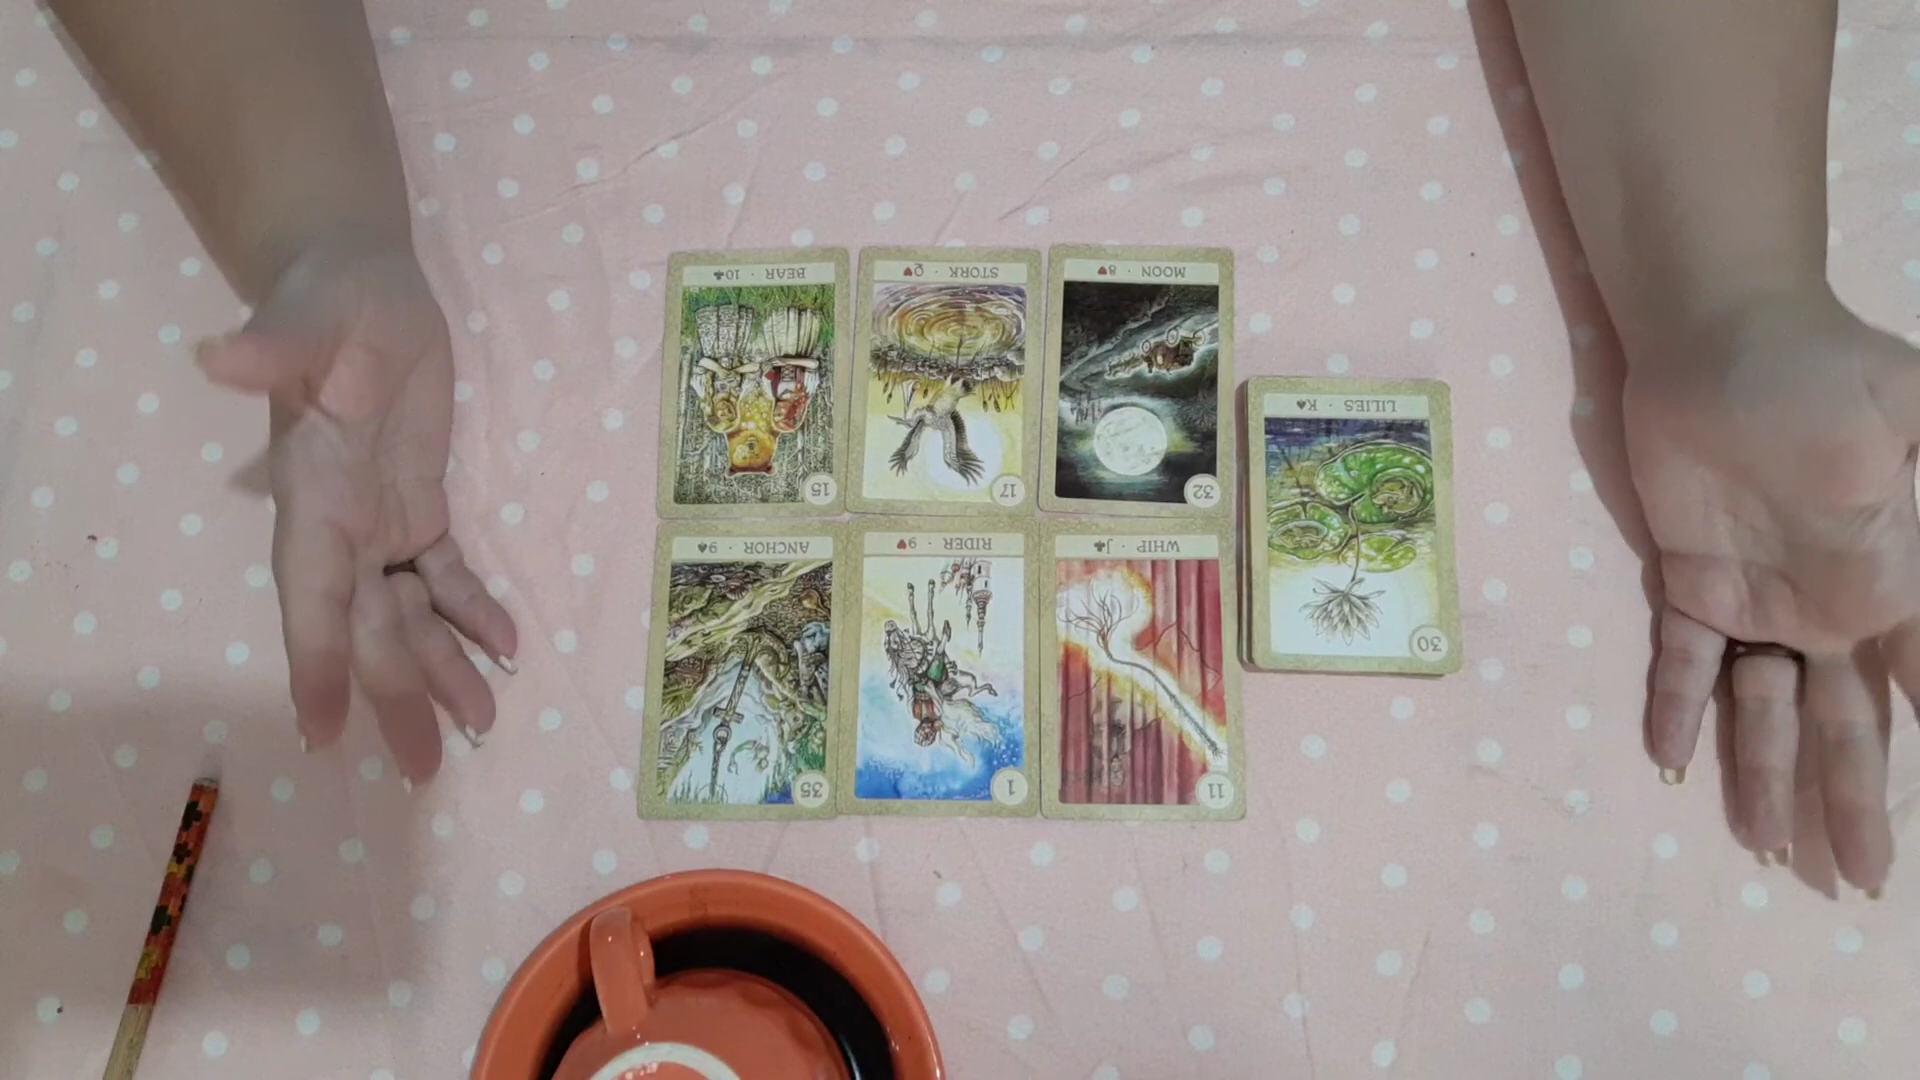 BEAR · 10♣
15
STORK · Q♥
17
MOON · 8♥
32
LILIES · K♠
30
ANCHOR · 9♠
35
RIDER · 9♥
1
WHIP · J♣
11